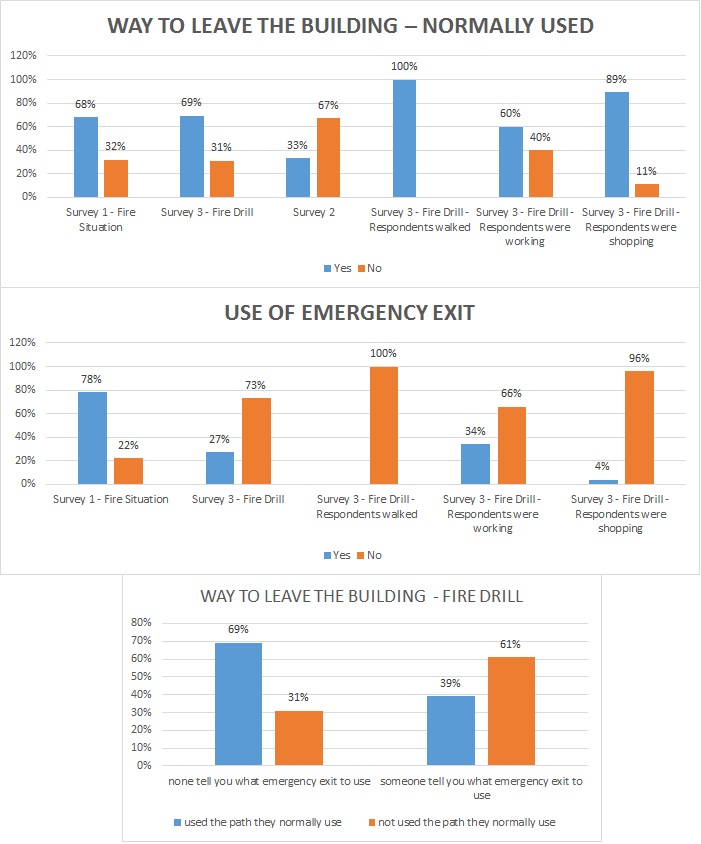 WAY TO LEAVE THE BUILDING – NORMALLY USED
120%
100%
80%
60%
40%
20%
0%
68%
32%
69%
31%
33%
67%
100%
60%
40%
89%
11%
Survey 1 - Fire
Situation
Survey 3 - Fire Drill
Survey 2
Survey 3 - Fire Drill -
Respondents walked
Survey 3 - Fire Drill -
Respondents were
working
Survey 3 - Fire Drill -
Respondents were
shopping
Yes No
USE OF EMERGENCY EXIT
120%
100%
80%
60%
40%
20%
0%
78%
22%
27%
73%
100%
34%
66%
4%
96%
Survey 1 - Fire Situation
Survey 3 - Fire Drill
Survey 3 - Fire Drill -
Respondents walked
Survey 3 - Fire Drill -
Respondents were
working
Survey 3 - Fire Drill -
Respondents were
shopping
Yes No
WAY TO LEAVE THE BUILDING - FIRE DRILL
80%
70%
60%
50%
40%
30%
20%
10%
0%
69%
31%
39%
61%
none tell you what emergency exit to use
someone tell you what emergency exit to
use
used the path they normally use
not used the path they normally use